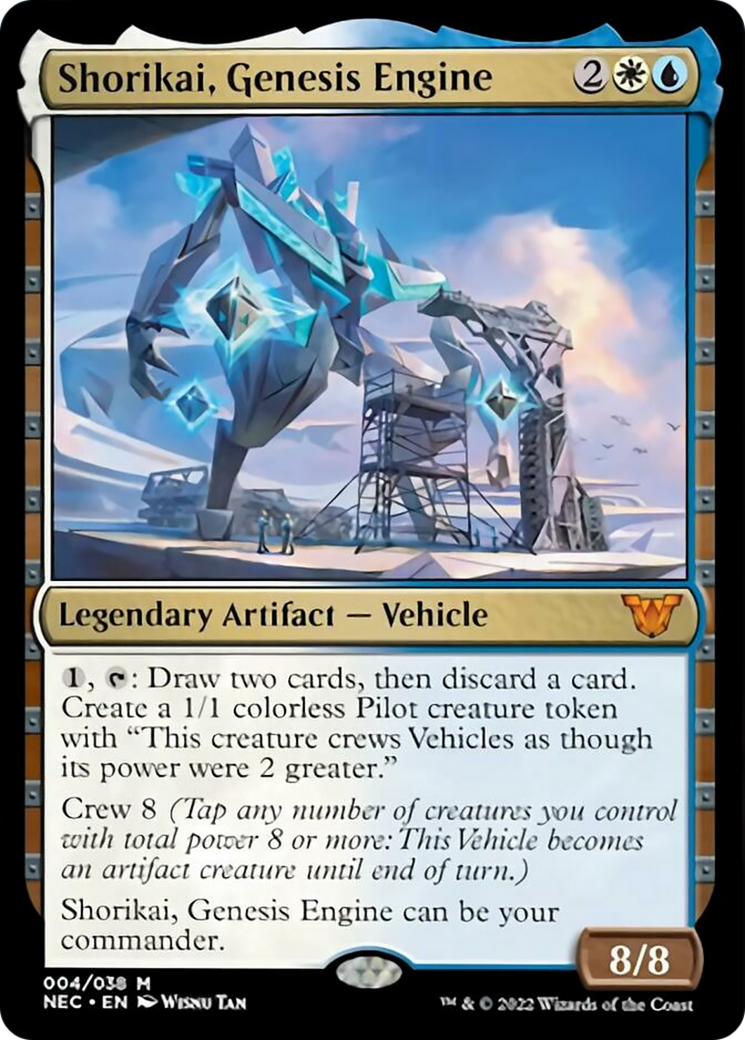 Shorikai, Genesis Engine 2
Legendary Artifact — Vehicle
1, : Draw two cards, then discard a card.
Create a 1/1 colorless Pilot creature token
with “This creature crews Vehicles as though
its power were 2 greater.”
Crew 8 (Tap any number of creatures you control
with total power 8 or more: This Vehicle becomes
an artifact creature until end of turn.)
Shorikai, Genesis Engine can be your
commander.
8/8
004/038 M
NEC • EN Wisnu Tan
™ & © 2022 Wizards of the Coast